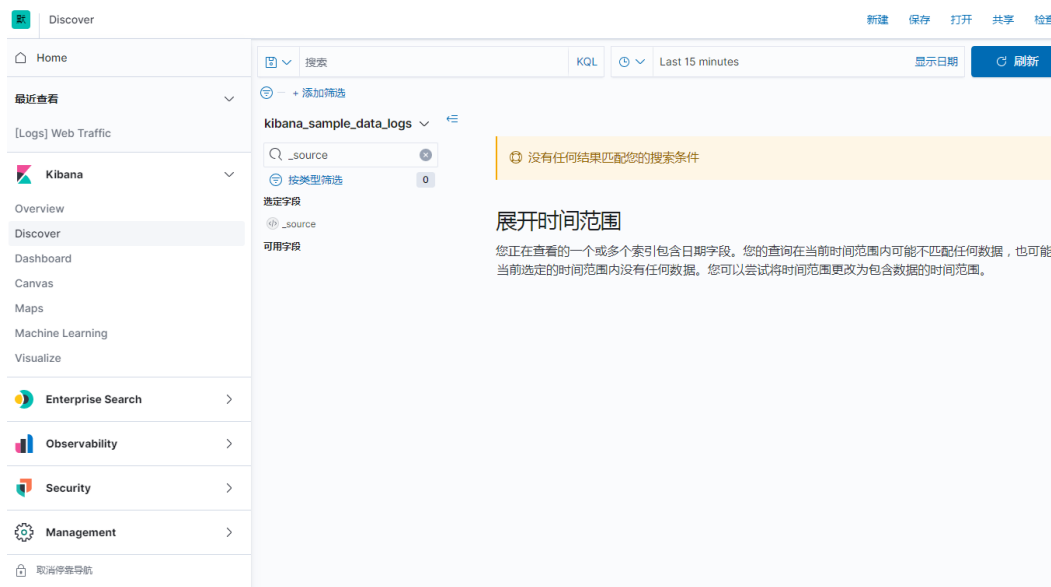 默 Discover 新建 保存 打开 共享 检查
Home
最近查看
[Logs] Web Traffic
Kibana
Overview
Discover
Dashboard
Canvas
Maps
Machine Learning
Visualize
Enterprise Search
Observability
Security
Management
取消停靠导航
搜索 KQL Last 15 minutes 显示日期 刷新
+ 添加筛选
kibana_sample_data_logs
_source
按类型筛选 0
选定字段
_source
可用字段
没有任何结果匹配您的搜索条件
展开时间范围
您正在查看的一个或多个索引包含日期字段。您的查询在当前时间范围内可能不匹配任何数据，也可能
当前选定的时间范围内没有任何数据。您可以尝试将时间范围更改为包含数据的时间范围。